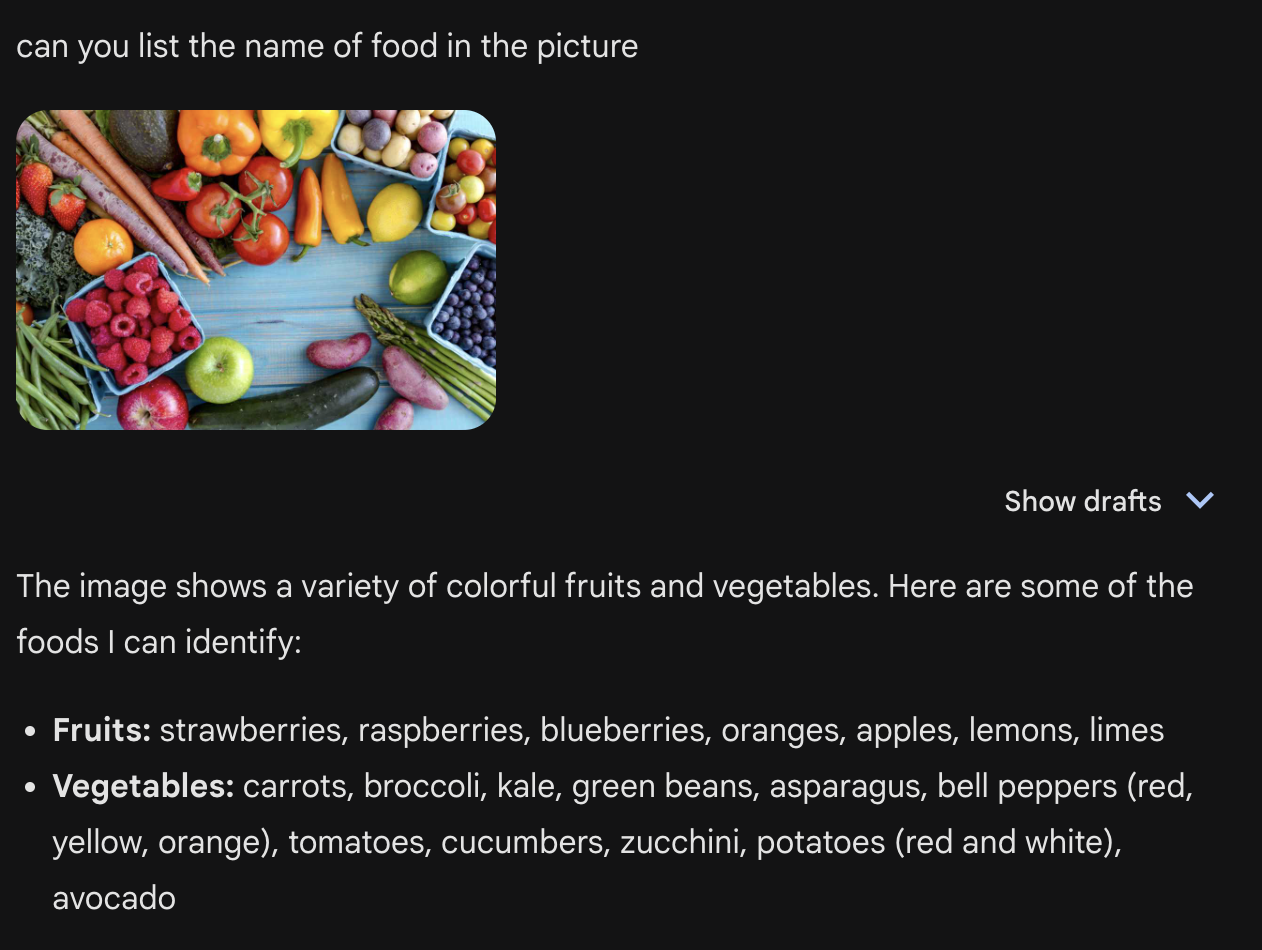 can you list the name of food in the picture
Show drafts
The image shows a variety of colorful fruits and vegetables. Here are some of the
foods I can identify:
• Fruits: strawberries, raspberries, blueberries, oranges, apples, lemons, limes
• Vegetables: carrots, broccoli, kale, green beans, asparagus, bell peppers (red,
yellow, orange), tomatoes, cucumbers, zucchini, potatoes (red and white),
avocado